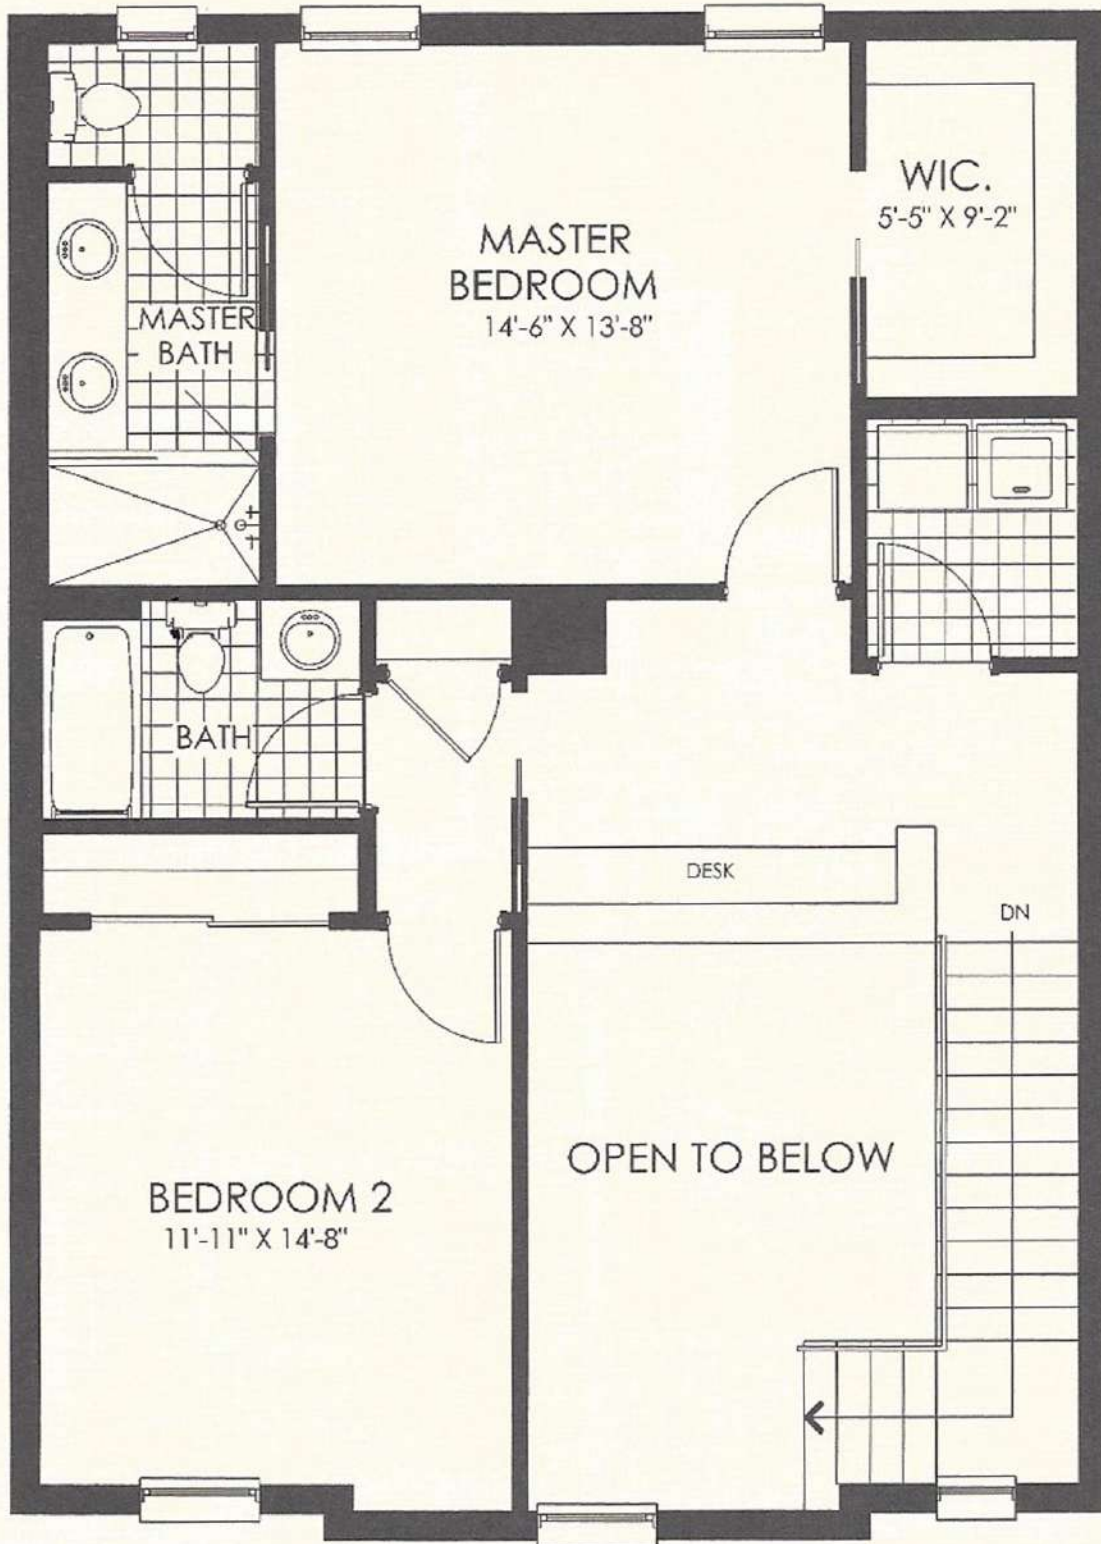 WIC.
5'-5" X 9'-2"
MASTER
BEDROOM
14'-6" X 13'-8"
MASTER
BATH
BATH
DESK
DN
OPEN TO BELOW
BEDROOM 2
11'-11" X 14'-8"